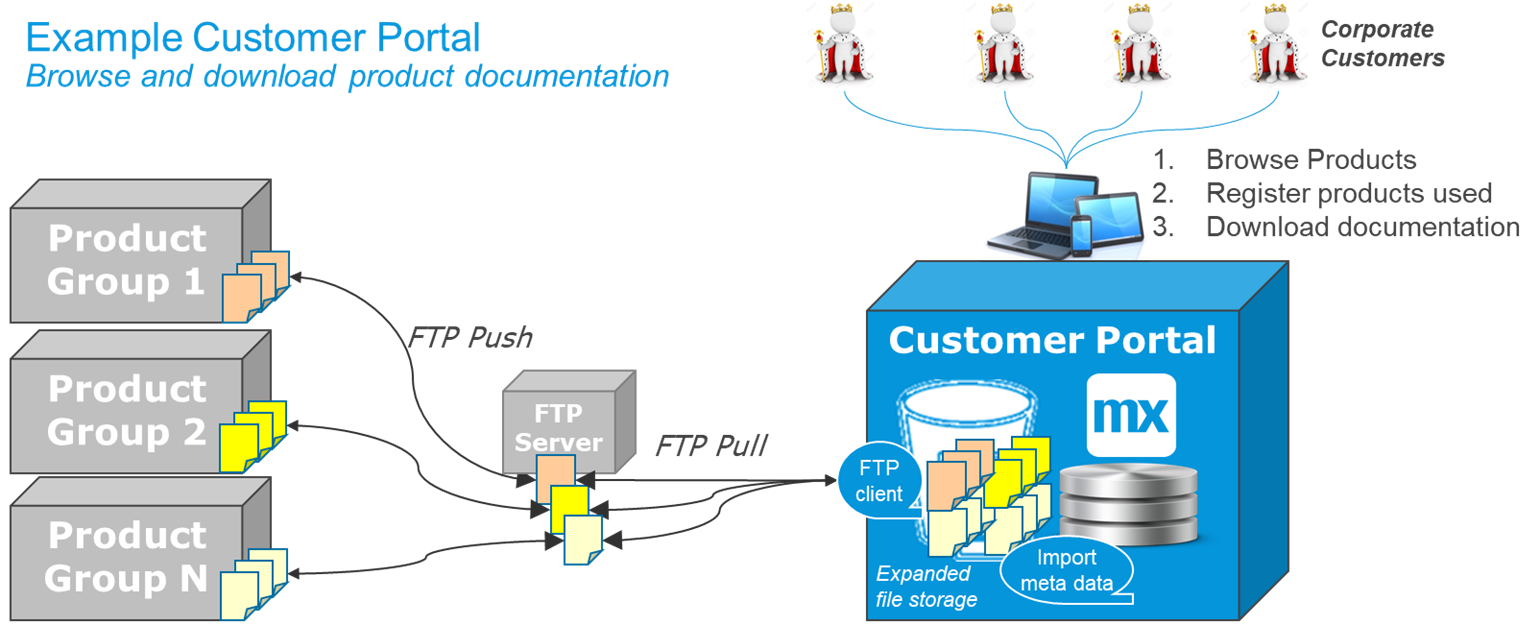 Example Customer Portal
Browse and download product documentation
Corporate
Customers
1. Browse Products
2. Register products used
3. Download documentation
Product
Group 1
FTP Push
Product
Group 2
FTP
Server
FTP Pull
Product
Group N
Customer Portal
mx
FTP
client
Import
meta data
Expanded
file storage